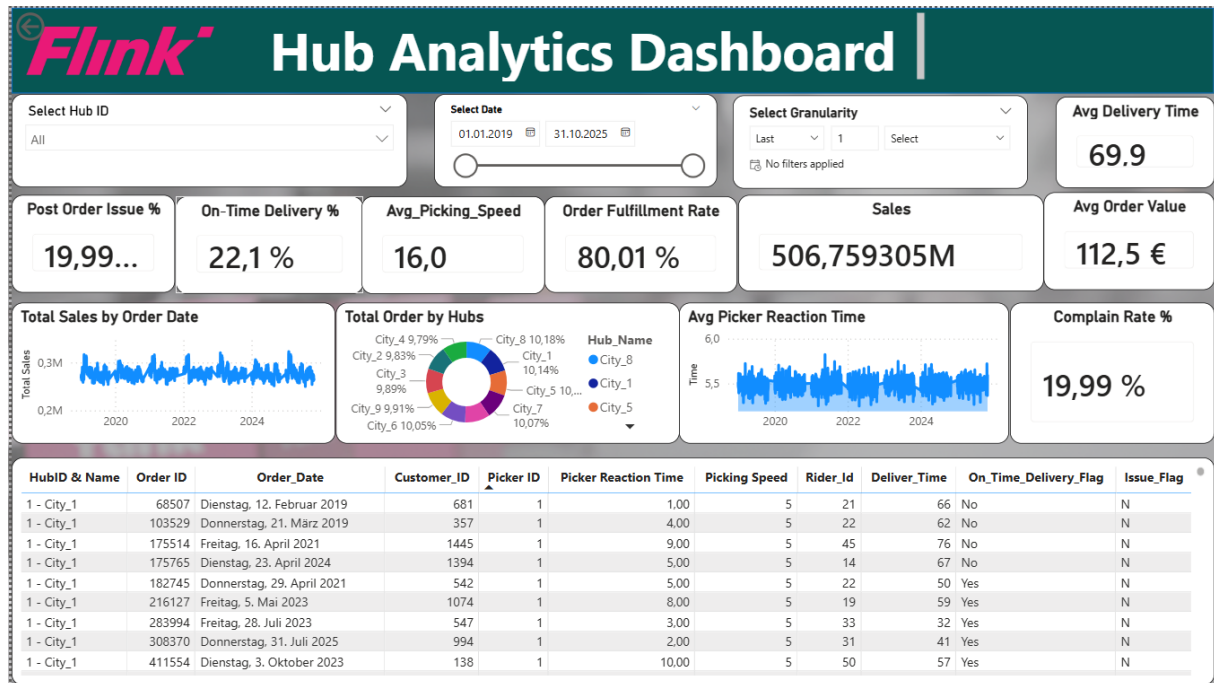 Flink
Hub Analytics Dashboard
Select Hub ID
All
Select Date
01.01.2019 31.10.2025
Select Granularity
Last 1 Select
No filters applied
Avg Delivery Time
69.9
Post Order Issue %
19,99...
On-Time Delivery %
22,1 %
Avg_Picking_Speed
16,0
Order Fulfillment Rate
80,01 %
Sales
506,759305M
Avg Order Value
112,5 €
Total Sales by Order Date
Total Sales
0,3M
0,2M
2020 2022 2024
Total Order by Hubs
City_4 9,79%
City_8 10,18%
City_2 9,83%
City_1
10,14%
City_3
9,89%
City_5 10,...
City_9 9,91%
City_7
10,07%
City_6 10,05%
Hub_Name
City_8
City_1
City_5
Avg Picker Reaction Time
Time
6,0
5,5
2020 2022 2024
Complain Rate %
19,99 %
HubID & Name Order ID Order_Date Customer_ID Picker ID Picker Reaction Time Picking Speed Rider_Id Deliver_Time On_Time_Delivery_Flag Issue_Flag
1 - City_1 68507 Dienstag, 12. Februar 2019 681 1 1,00 5 21 66 No N
1 - City_1 103529 Donnerstag, 21. März 2019 357 1 4,00 5 22 62 No N
1 - City_1 175514 Freitag, 16. April 2021 1445 1 9,00 5 45 76 No N
1 - City_1 175765 Dienstag, 23. April 2024 1394 1 5,00 5 14 67 No N
1 - City_1 182745 Donnerstag, 29. April 2021 542 1 5,00 5 22 50 Yes N
1 - City_1 216127 Freitag, 5. Mai 2023 1074 1 8,00 5 19 59 Yes N
1 - City_1 283994 Freitag, 28. Juli 2023 547 1 3,00 5 33 32 Yes N
1 - City_1 308370 Donnerstag, 31. Juli 2025 994 1 2,00 5 31 41 Yes N
1 - City_1 411554 Dienstag, 3. Oktober 2023 138 1 10,00 5 50 57 Yes N